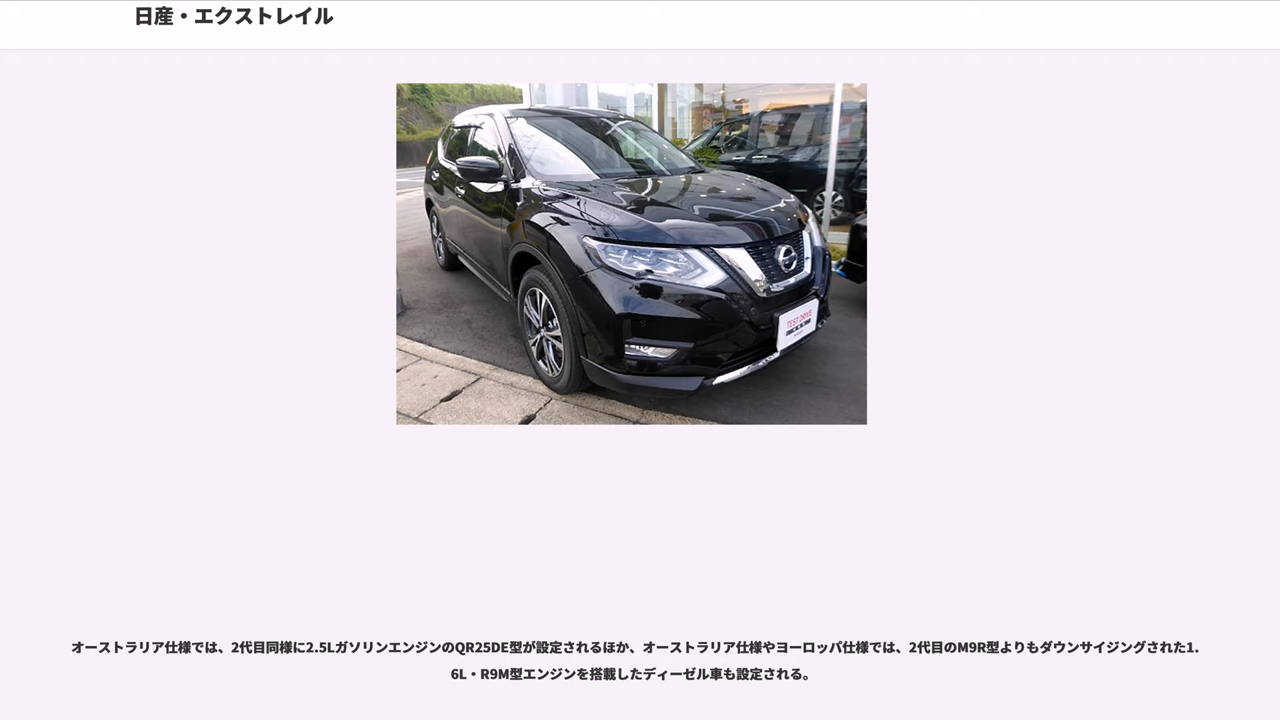 日産・エクストレイル
TEST DRIVE
オーストラリア仕様では、2代目同様に2.5LガソリンエンジンのQR25DE型が設定されるほか、オーストラリア仕様やヨーロッパ仕様では、2代目のM9R型よりもダウンサイジングされた1.
6L・R9M型エンジンを搭載したディーゼル車も設定される。